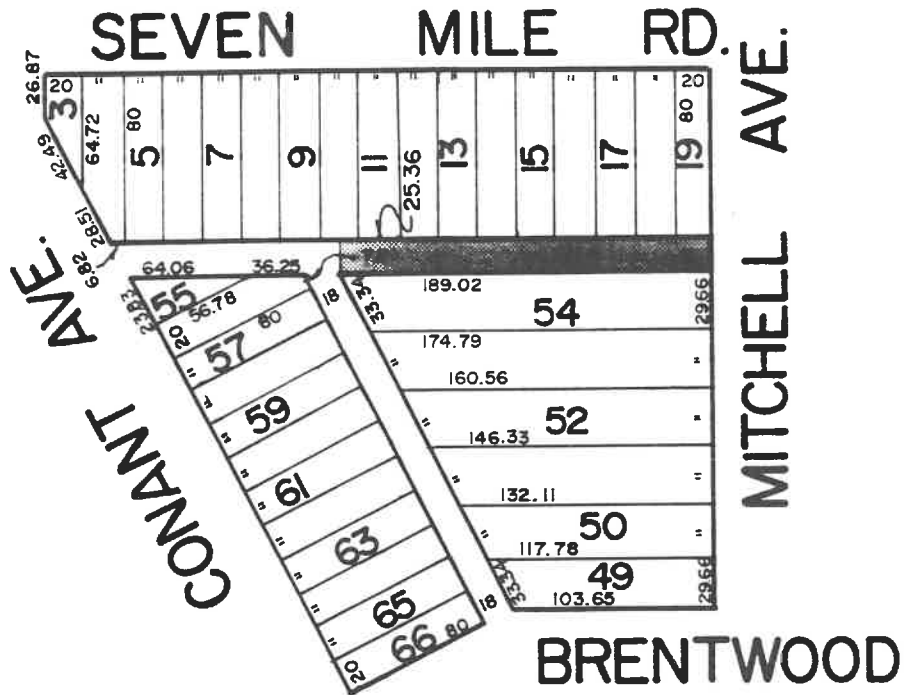 SEVEN MILE RD.
26.87 20 " " " " " " " " " " " " " " " 20
3 64.72 80 5 7 9 11 25.36 13 15 17 19 80
42.49
28.51
6.82
CONANT AVE.
MITCHELL AVE.
64.06 36.25
23.83 55 56.78 18
20 57 80
"
" 59
"
" 61
"
" 63
"
" 65
20 66 80 18
33.34 189.02 54 29.66
174.79
" "
160.56
" 52 "
146.33
" "
132.11
" 50 "
117.78
33.34 49 29.66
103.65
BRENTWOOD